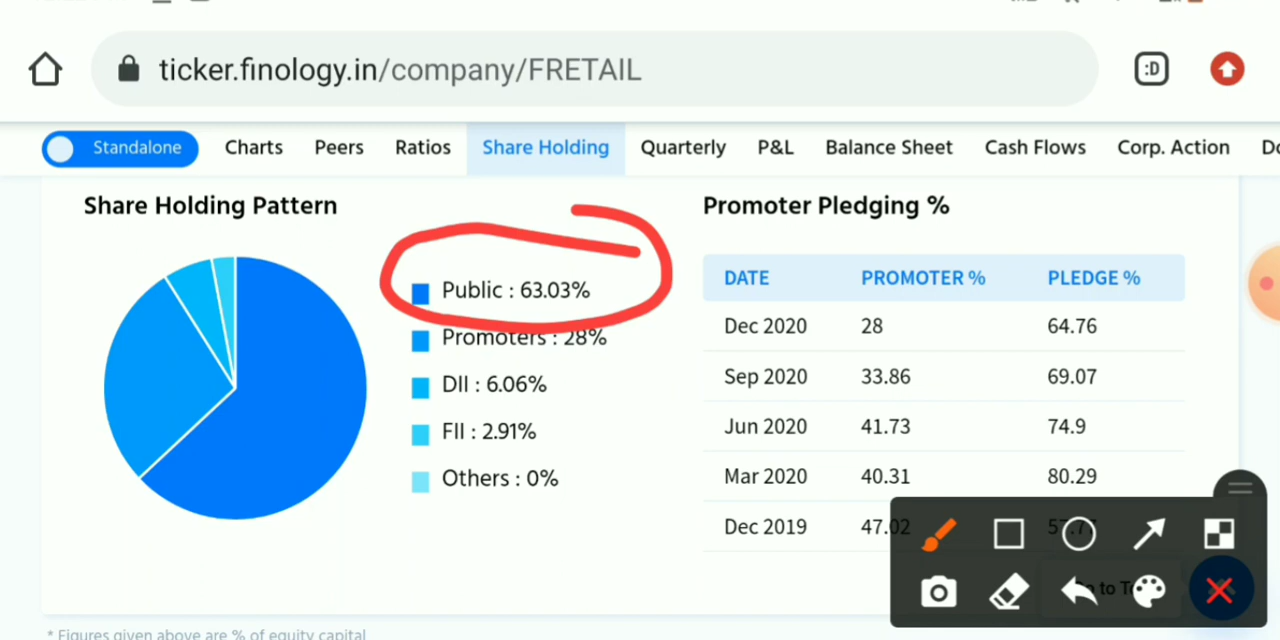 ticker.finology.in/company/FRETAIL
:D
Standalone Charts Peers Ratios Share Holding Quarterly P&L Balance Sheet Cash Flows Corp. Action
Share Holding Pattern
Public : 63.03%
Promoters : 28%
DII : 6.06%
FII : 2.91%
Others : 0%
Promoter Pledging %
DATE PROMOTER % PLEDGE %
Dec 2020 28 64.76
Sep 2020 33.86 69.07
Jun 2020 41.73 74.9
Mar 2020 40.31 80.29
Dec 2019 47.02
* Figures given above are % of equity capital